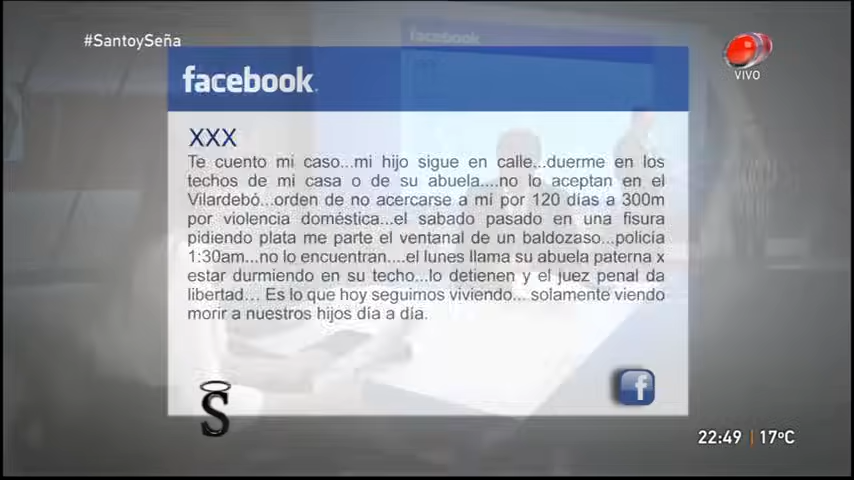 #SantoySeña
facebook
VIVO
facebook
XXX
Te cuento mi caso...mi hijo sigue en calle...duerme en los
techos de mi casa o de su abuela....no lo aceptan en el
Vilardebó...orden de no acercarse a mí por 120 días a 300m
por violencia doméstica...el sabado pasado en una fisura
pidiendo plata me parte el ventanal de un baldozaso...policía
1:30am...no lo encuentran....el lunes llama su abuela paterna x
estar durmiendo en su techo...lo detienen y el juez penal da
libertad... Es lo que hoy seguimos viviendo... solamente viendo
morir a nuestros hijos día a día.
S
f
22:49 | 17ºC